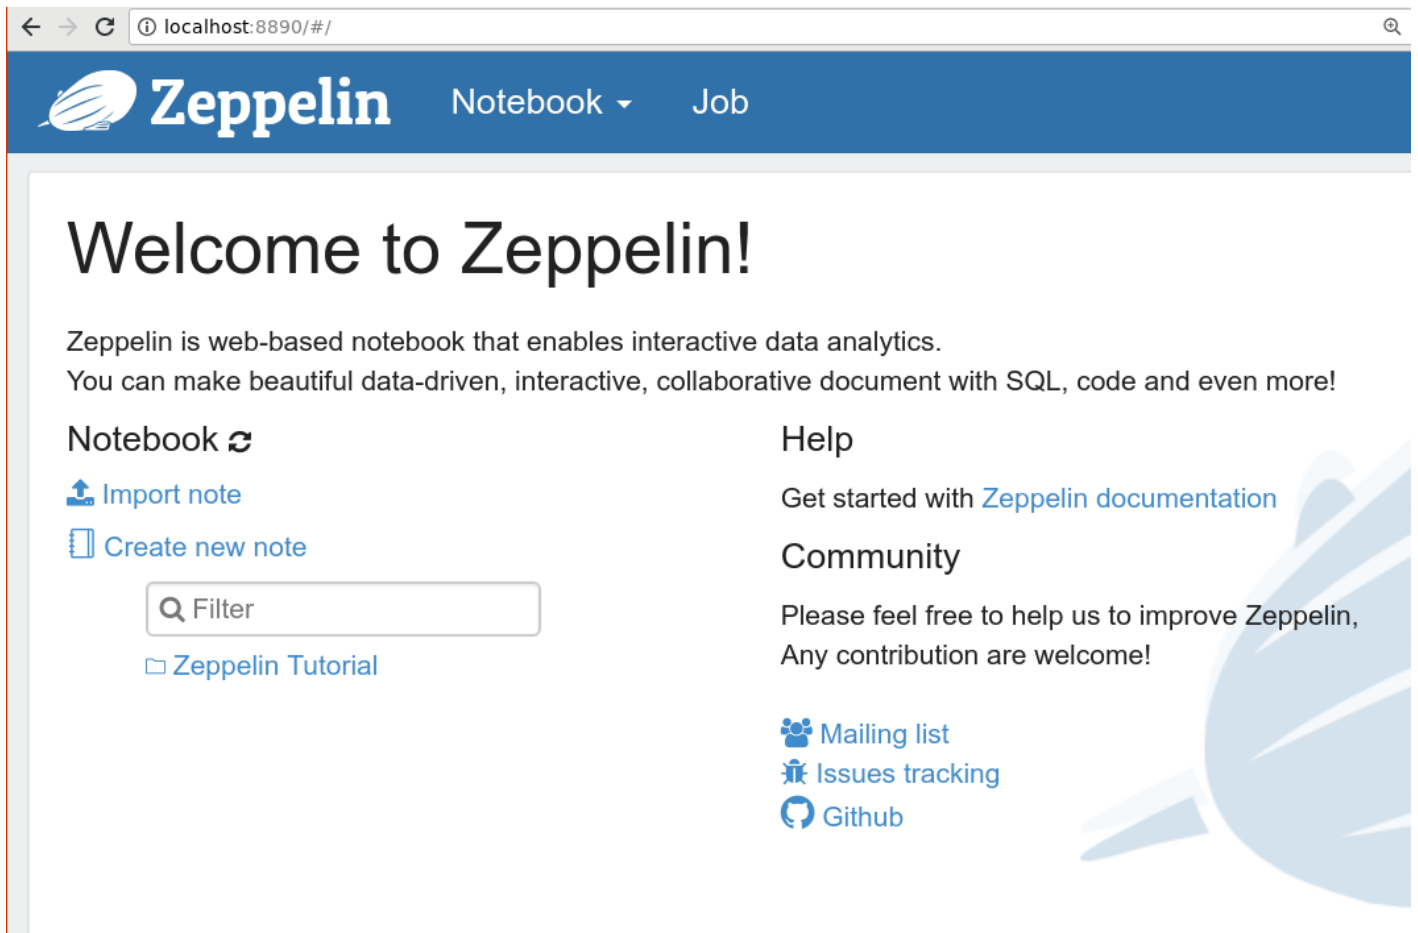 localhost:8890/#/
Zeppelin Notebook Job
Welcome to Zeppelin!
Zeppelin is web-based notebook that enables interactive data analytics.
You can make beautiful data-driven, interactive, collaborative document with SQL, code and even more!
Notebook
Import note
Create new note
Filter
Zeppelin Tutorial
Help
Get started with Zeppelin documentation
Community
Please feel free to help us to improve Zeppelin,
Any contribution are welcome!
Mailing list
Issues tracking
Github